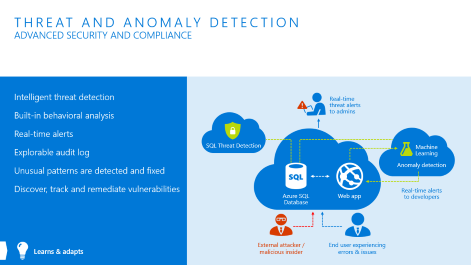 THREAT AND ANOMALY DETECTION
ADVANCED SECURITY AND COMPLIANCE
Intelligent threat detection
Built-in behavioral analysis
Real-time alerts
Explorable audit log
Unusual patterns are detected and fixed
Discover, track and remediate vulnerabilities
Learns & adapts
Real-time
threat alerts
to admins
SQL Threat Detection
Machine
Learning
Anomaly detection
SQL
Azure SQL
Database
Web app
Real-time alerts
to developers
External attacker /
malicious insider
End-user experiencing
errors & issues